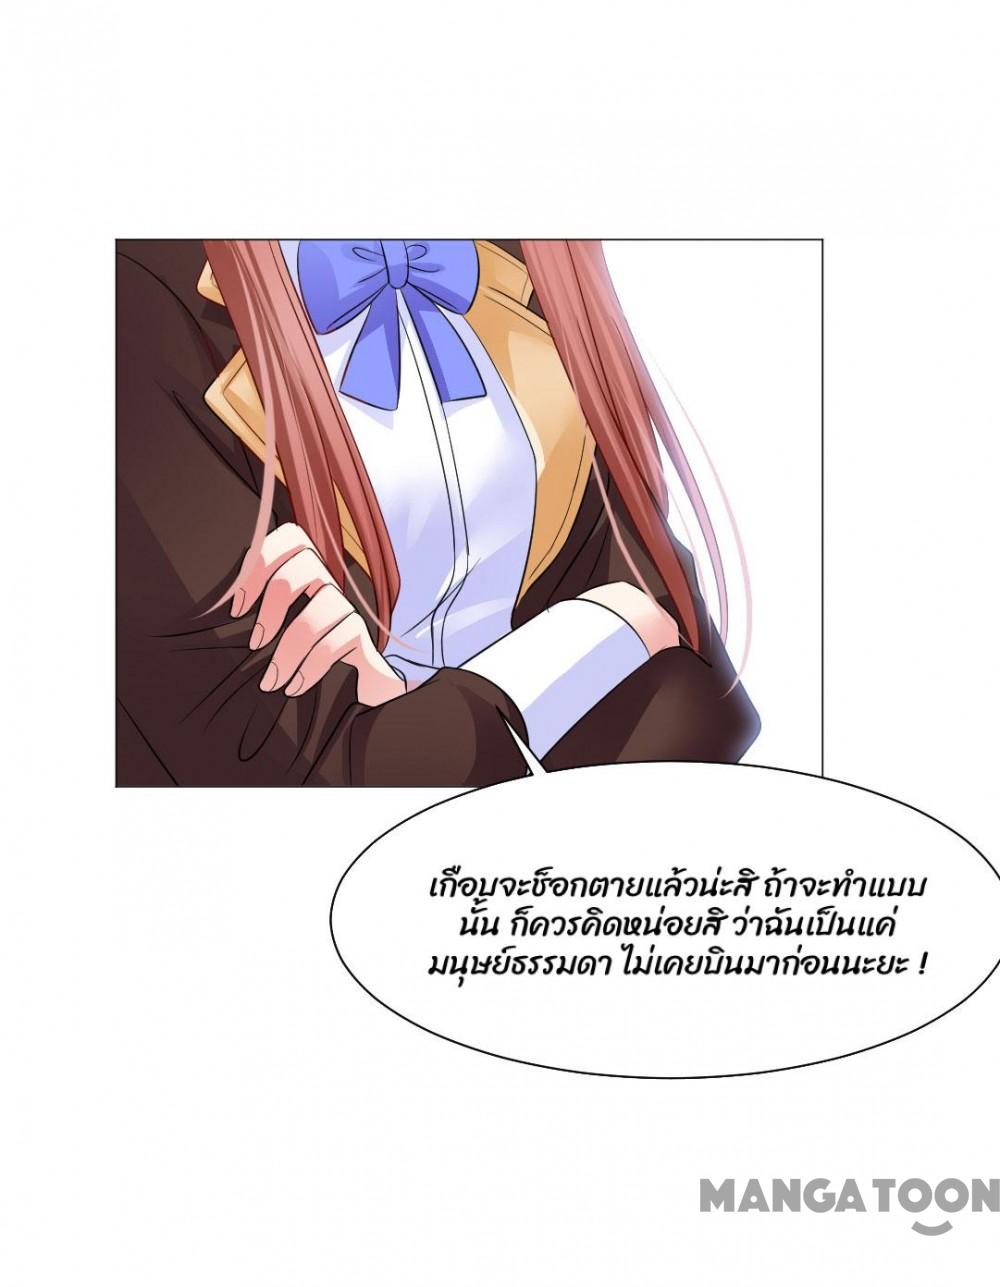 เกือบจะช็อกตายแล้วน่ะสิ ถ้าจะทำแบบ
นั้น ก็ควรคิดหน่อยสิ ว่าฉันเป็นแค่
มนุษย์ธรรมดา ไม่เคยบินมาก่อนนะยะ !
MANGATOON